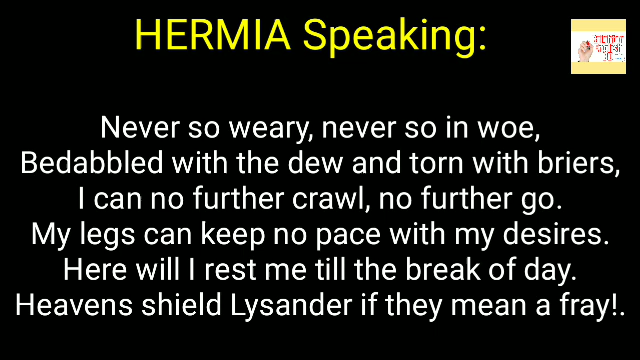 HERMIA Speaking:
Never so weary, never so in woe,
Bedabbled with the dew and torn with briers,
I can no further crawl, no further go.
My legs can keep no pace with my desires.
Here will I rest me till the break of day.
Heavens shield Lysander if they mean a fray!.